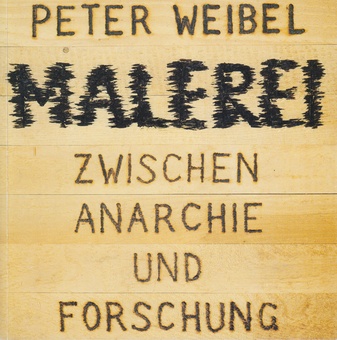 PETER WEIBEL
MALEREI
ZWISCHEN
ANARCHIE
UND
FORSCHUNG